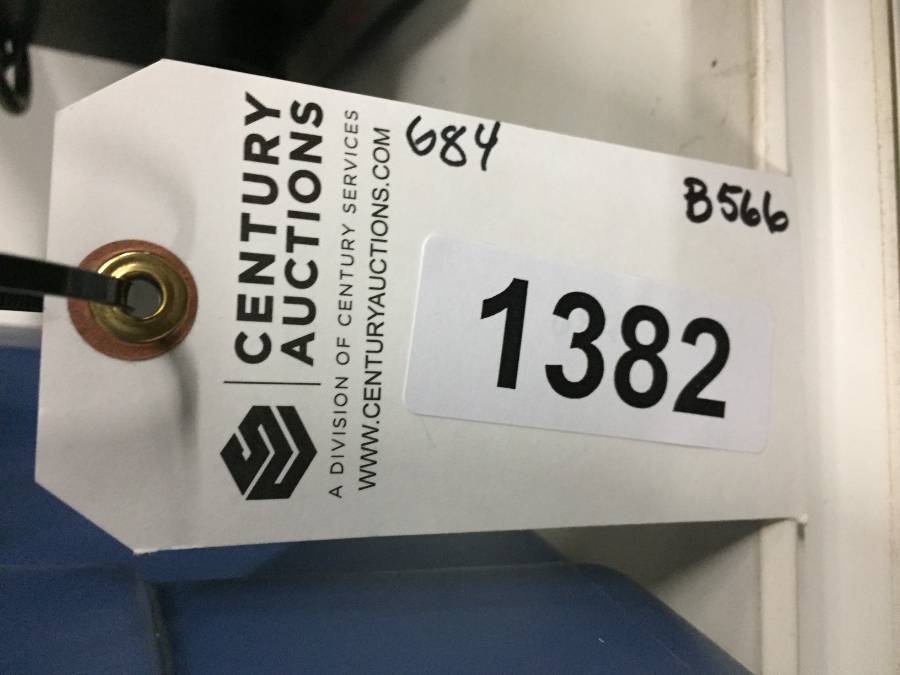 CENTURY
AUCTIONS
A DIVISION OF CENTURY SERVICES
WWW.CENTURYAUCTIONS.COM
684
B566
1382